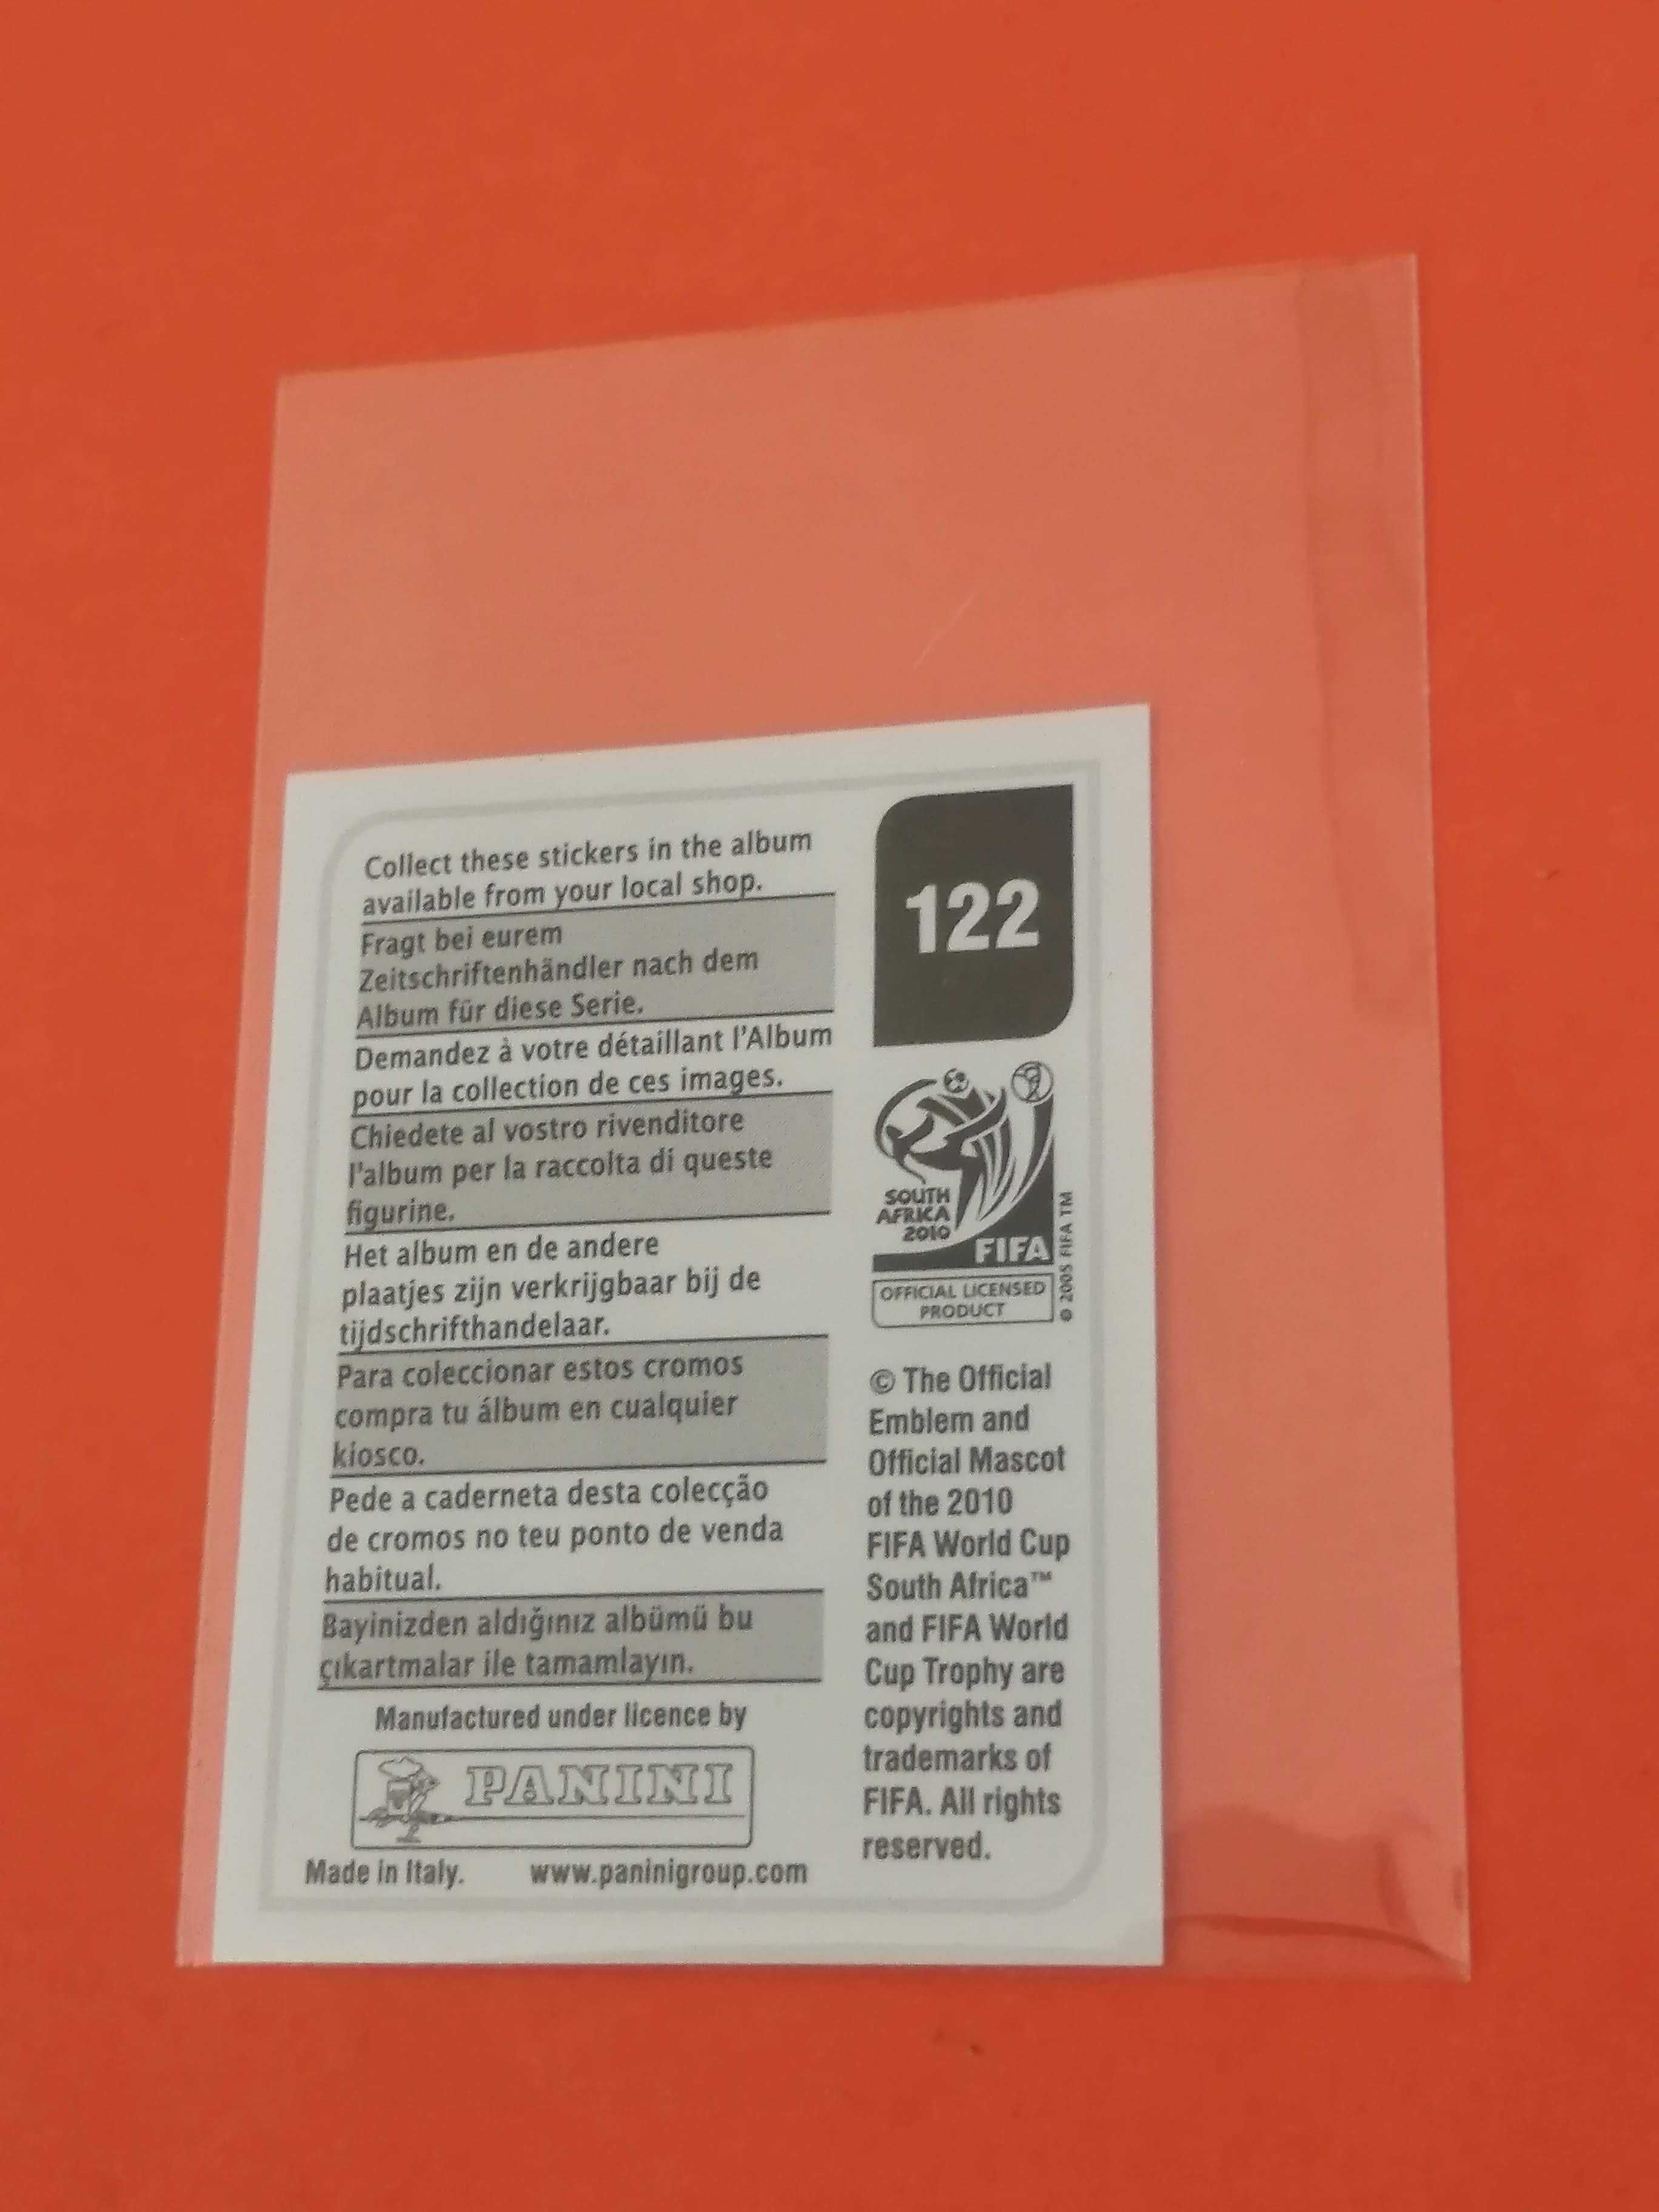 Collect these stickers in the album
available from your local shop.
Fragt bei eurem
Zeitschriftenhändler nach dem
Album für diese Serie.
Demandez à votre détaillant l'Album
pour la collection de ces images.
Chiedete al vostro rivenditore
l'album per la raccolta di queste
figurine.
Het album en de andere
plaatjes zijn verkrijgbaar bij de
tijdschrifthandelaar.
Para coleccionar estos cromos
compra tu álbum en cualquier
kiosco.
Pede a caderneta desta colecção
de cromos no teu ponto de venda
habitual.
Bayinizden aldığınız albümü bu
çıkartmalar ile tamamlayın.
Manufactured under licence by
PANINI
Made in Italy. www.paninigroup.com
122
SOUTH
AFRICA
2010
FIFA
© 2005 FIFA TM
OFFICIAL LICENSED
PRODUCT
© The Official
Emblem and
Official Mascot
of the 2010
FIFA World Cup
South Africa™
and FIFA World
Cup Trophy are
copyrights and
trademarks of
FIFA. All rights
reserved.